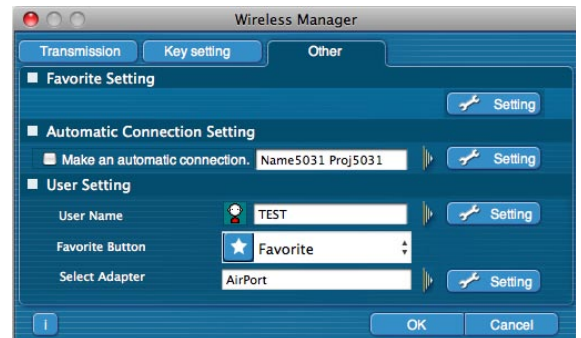 Wireless Manager
Transmission Key setting Other
Favorite Setting
Setting
Automatic Connection Setting
Make an automatic connection. Name5031 Proj5031 Setting
User Setting
User Name TEST Setting
Favorite Button Favorite
Select Adapter AirPort Setting
i OK Cancel